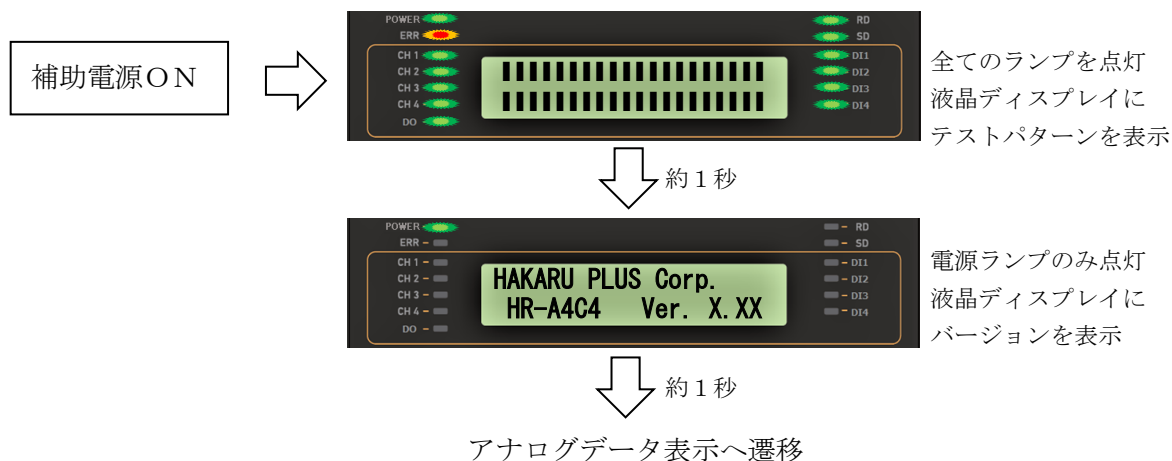 補助電源ON
POWER
ERR
CH 1
CH 2
CH 3
CH 4
DO
RD
SD
DI1
DI2
DI3
DI4
全てのランプを点灯
液晶ディスプレイに
テストパターンを表示
約1秒
POWER
ERR
CH 1
CH 2
CH 3
CH 4
DO
HAKARU PLUS Corp.
HR-A4C4 Ver. X.XX
RD
SD
DI1
DI2
DI3
DI4
電源ランプのみ点灯
液晶ディスプレイに
バージョンを表示
約1秒
アナログデータ表示へ遷移